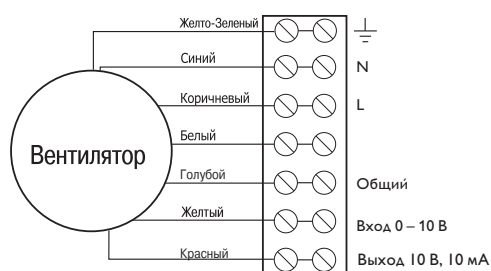 Желто-Зеленый
Синий N
Коричневый L
Белый
Вентилятор
Голубой Общий
Желтый Вход 0 – 10 В
Красный Выход 10 В, 10 мА